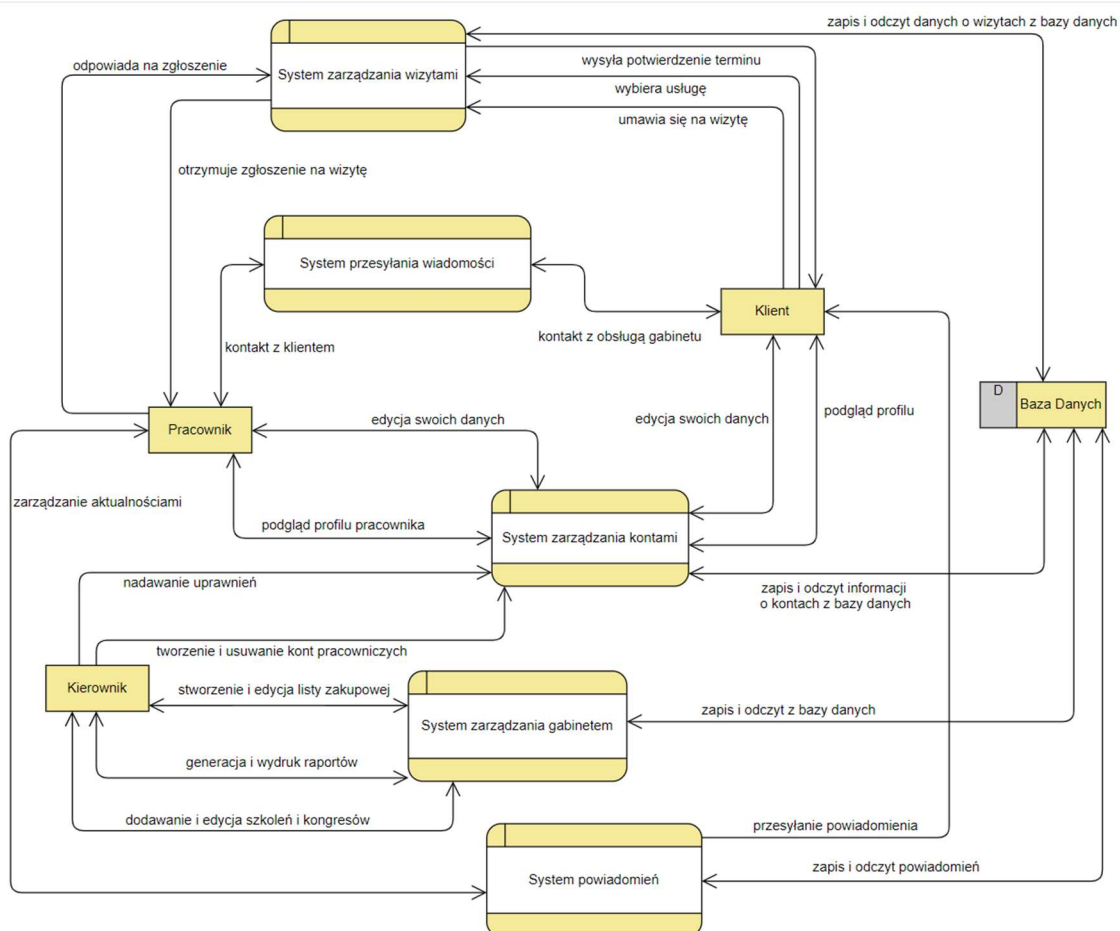 zapis i odczyt danych o wizytach z bazy danych
wysyła potwierdzenie terminu
odpowiada na zgłoszenie
System zarządzania wizytami
wybiera usługę
umawia się na wizytę
otrzymuje zgłoszenie na wizytę
System przesyłania wiadomości
Klient
kontakt z obsługą gabinetu
kontakt z klientem
D
Baza Danych
edycja swoich danych
edycja swoich danych
podgląd profilu
Pracownik
zarządzanie aktualnościami
podgląd profilu pracownika
System zarządzania kontami
nadawanie uprawnień
zapis i odczyt informacji
o kontach z bazy danych
tworzenie i usuwanie kont pracowniczych
Kierownik
stworzenie i edycja listy zakupowej
System zarządzania gabinetem
zapis i odczyt z bazy danych
generacja i wydruk raportów
dodawanie i edycja szkoleń i kongresów
przesyłanie powiadomienia
System powiadomień
zapis i odczyt powiadomień